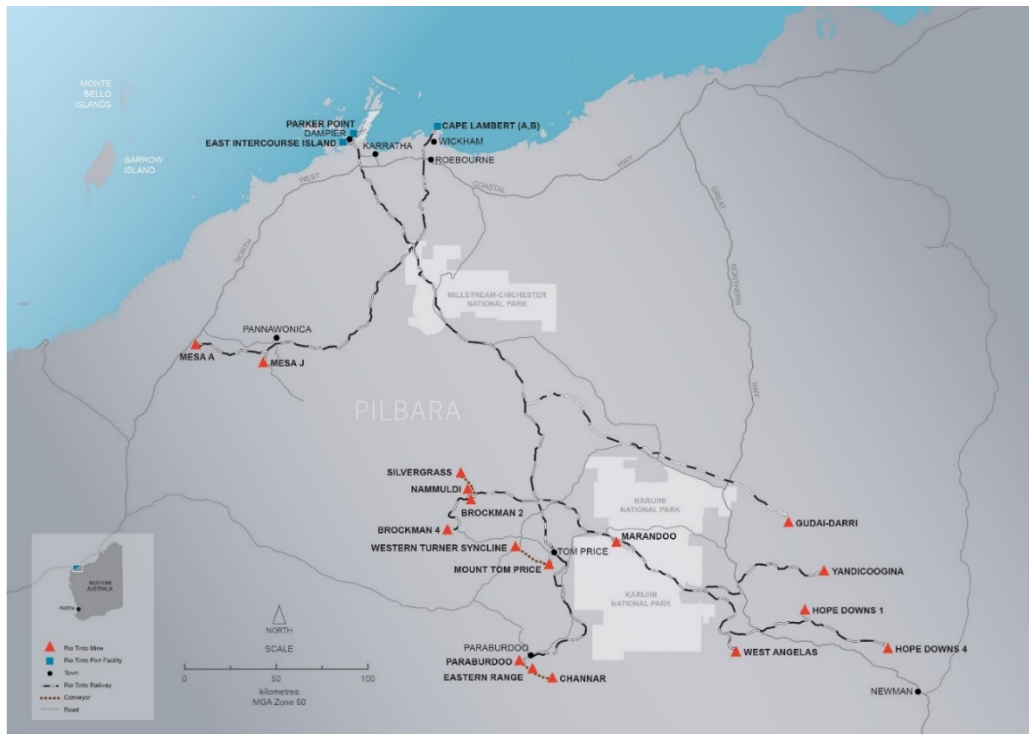 MONTE
BELLO
ISLANDS
BARROW
ISLAND
PARKER POINT
DAMPIER
EAST INTERCOURSE ISLAND
KARRATHA
CAPE LAMBERT (A,B)
WICKHAM
ROEBOURNE
NORTH
WEST
COASTAL
HWY
GREAT
NORTHERN
HWY
MILLSTREAM-CHICHESTER
NATIONAL PARK
PANNAWONICA
MESA A
MESA J
PILBARA
SILVERGRASS
NAMMULDI
BROCKMAN 2
BROCKMAN 4
WESTERN TURNER SYNCLINE
TOM PRICE
MOUNT TOM PRICE
KARIJINI
NATIONAL PARK
MARANDOO
KARIJINI
NATIONAL PARK
GUDAI-DARRI
YANDICOOGINA
HOPE DOWNS 1
WEST ANGELAS
HOPE DOWNS 4
NEWMAN
PARABURDOO
PARABURDOO
EASTERN RANGE
CHANNAR
WESTERN
AUSTRALIA
PERTH
Rio Tinto Mine
Rio Tinto Port Facility
Town
Rio Tinto Railway
Conveyor
Road
NORTH
SCALE
0 50 100
kilometres
MGA Zone 50